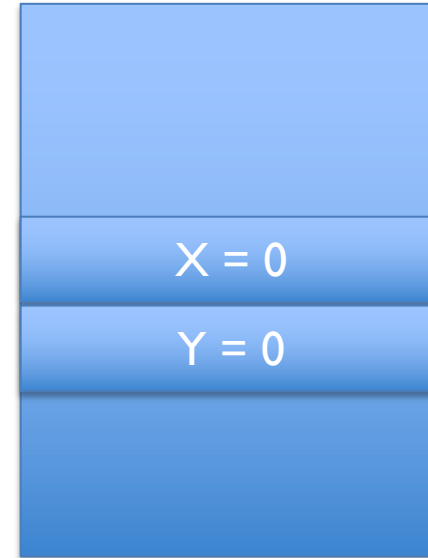 X = 0
Y = 0